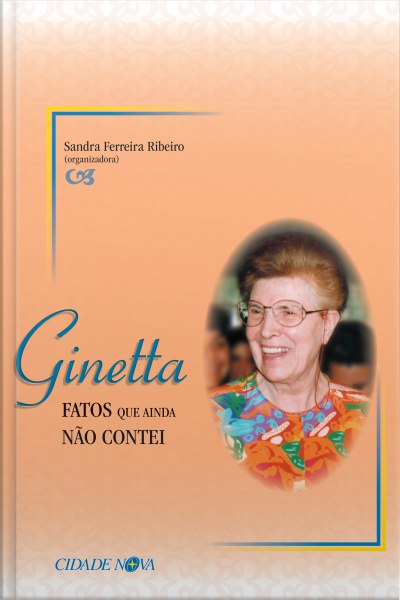 Sandra Ferreira Ribeiro
(organizadora)
Ginetta
FATOS QUE AINDA
NÃO CONTEI
CIDADE NOVA